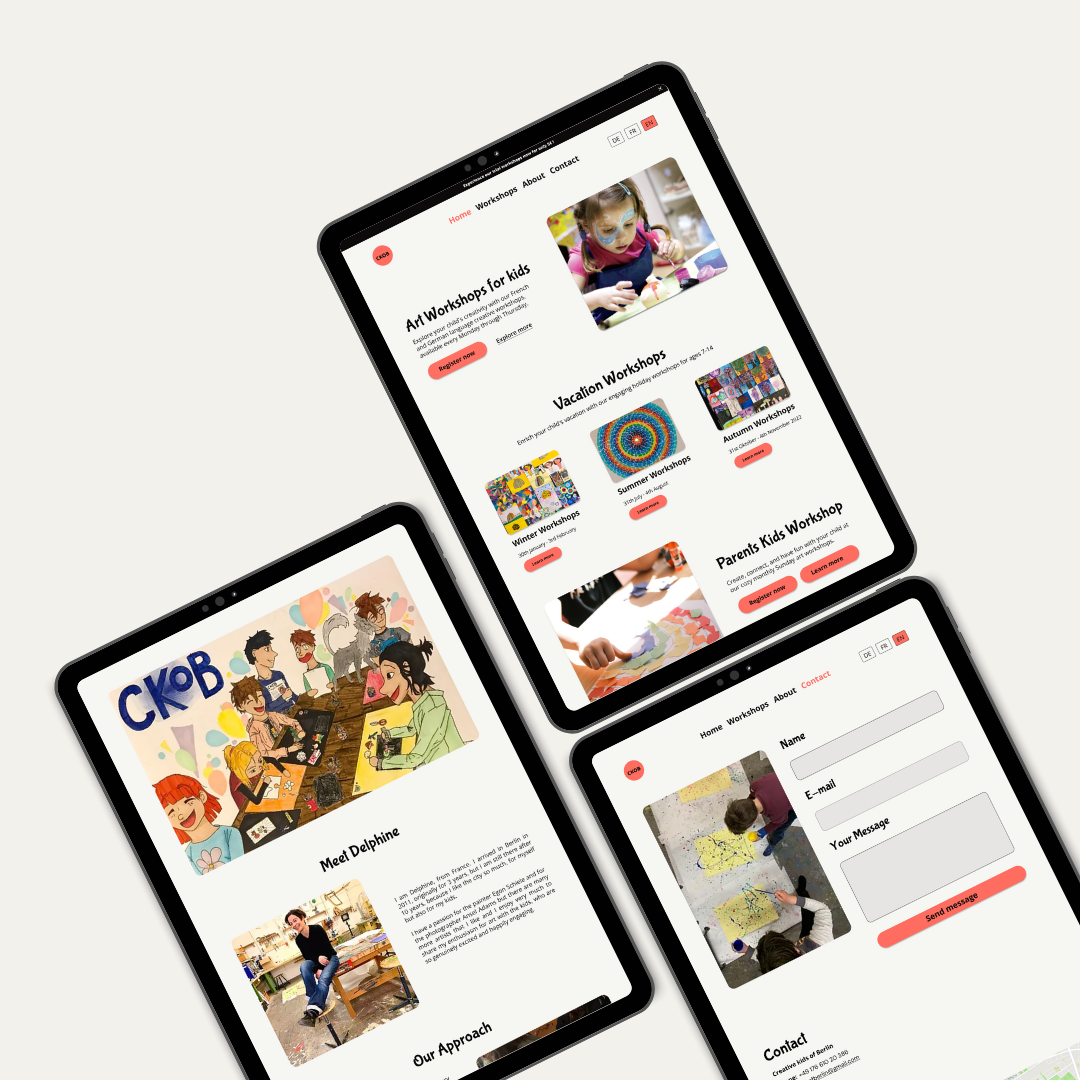 Experience our trial workshops now for only 5€!
DE
FR
EN
Home
Workshops
About
Contact
CKOB
Art Workshops for kids
Explore your child's creativity with our French
and German language creative workshops,
available every Monday through Thursday.
Register now
Explore more
Vacation Workshops
Enrich your child's vacation with our engaging holiday workshops for ages 7-14
Winter Workshops
30th January - 3rd February
Learn more
Summer Workshops
31th July - 4th August
Learn more
Autumn Workshops
31st Oktober - 4th November 2022
Learn more
Parents Kids Workshop
Create, connect, and have fun with your child at
our cozy monthly Sunday art workshops.
Register now
Learn more
CKoB
Meet Delphine
I am Delphine, from France. I arrived in Berlin in
2011, originally for 3 years, but I am still there after
10 years, because I like the city so much, for myself
but also for my kids.
I have a passion for the painter Egon Schiele and for
the photographer Ansel Adams but there are many
more artists that I like and I enjoy very much to
share my enthusiasm for art with the kids, who are
so genuinely excited and happily engaging.
Our Approach
DE
FR
EN
Home
Workshops
About
Contact
CKOB
Name
E-mail
Your Message
Send message
Contact
Creative kids of Berlin
+49 176 610 20 386
berlin@gmail.com